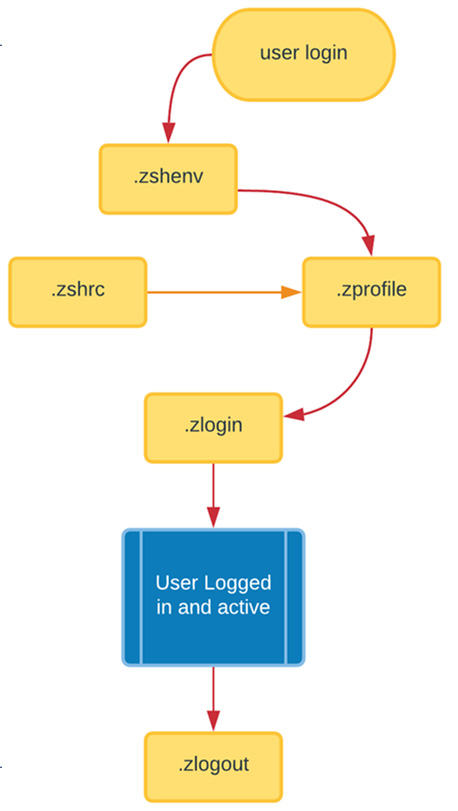 user login
.zshenv
.zshrc
.zprofile
.zlogin
User Logged
in and active
.zlogout